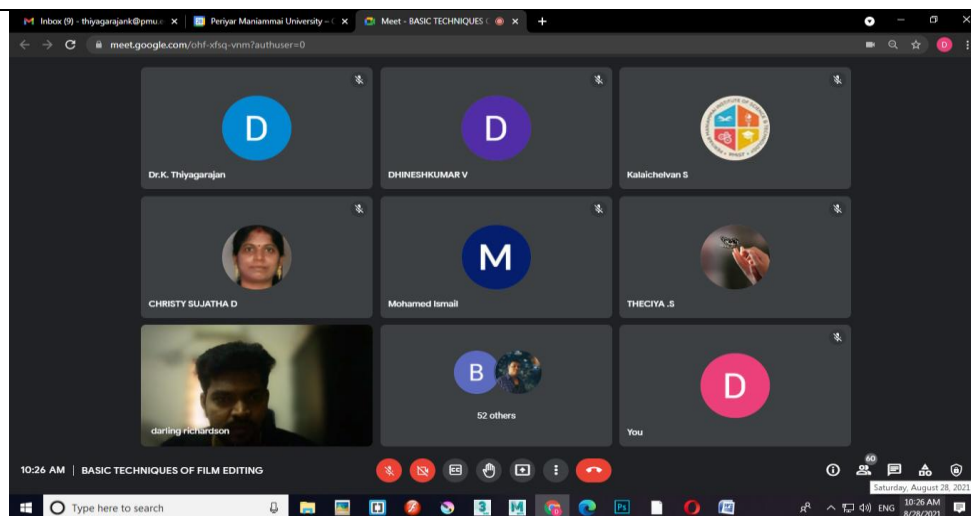 Inbox (9) - thiyagarajank@pmu.e
Periyar Maniammai University – C
Meet - BASIC TECHNIQUES O
meet.google.com/ohf-xfsq-vnm?authuser=0
D
D
D
Dr.K. Thiyagarajan
DHINESHKUMAR V
Kalaichelvan S
M
CHRISTY SUJATHA D
Mohamed Ismail
THECIYA .S
B
D
darling richardson
52 others
You
10:26 AM | BASIC TECHNIQUES OF FILM EDITING
60
Saturday, August 28, 2021
Type here to search
3
M
Ps
ENG
10:26 AM
8/28/2021